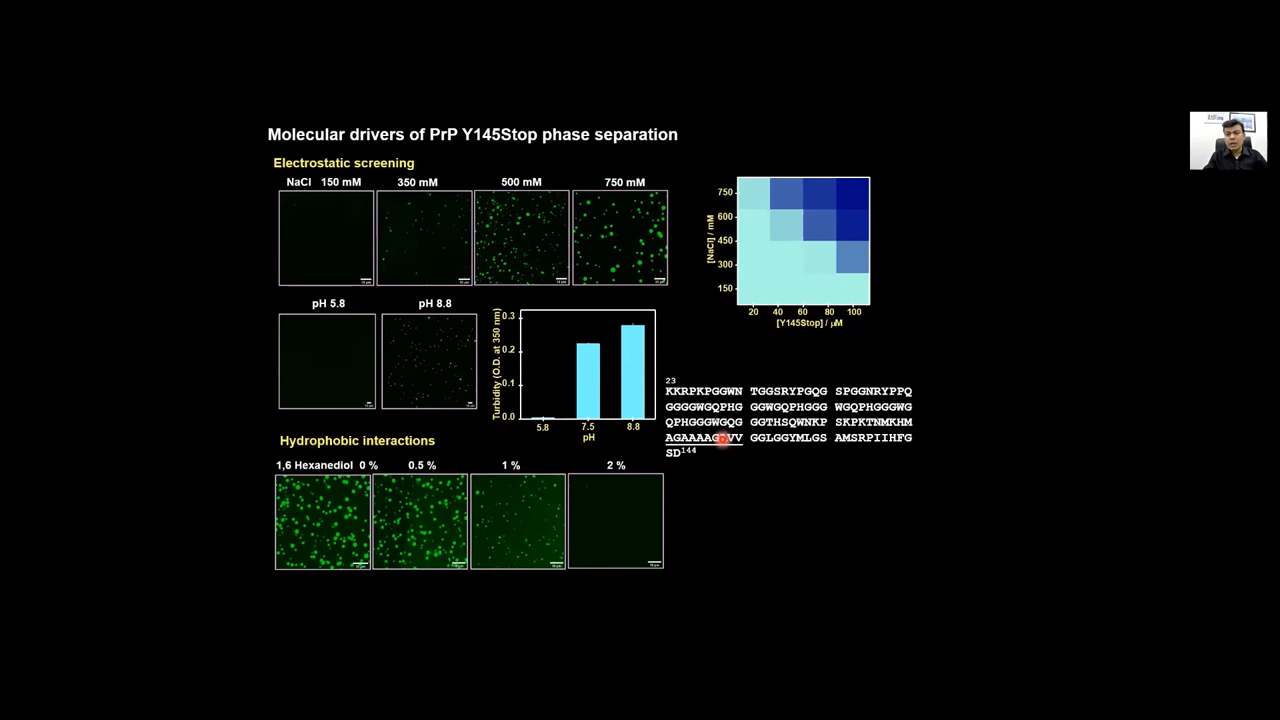 Molecular drivers of PrP Y145Stop phase separation
Electrostatic screening
NaCl 150 mM 350 mM 500 mM 750 mM
pH 5.8 pH 8.8
Turbidity (O.D. at 350 nm)
0.3
0.2
0.1
0.0
5.8 7.5 8.8
pH
Hydrophobic interactions
1,6 Hexanediol 0 % 0.5 % 1 % 2 %
[NaCl] / mM
750
600
450
300
150
20 40 60 80 100
[Y145Stop] / μM
23
KKRPKPGGWN TGGSRYPGQG SPGGNRYPPQ
GGGGWGQPHG GGWGQPHGGG WGQPHGGGWG
QPHGGGWGQG GGTHSQWNKP SKPKTNMKHM
GGLGGYMLGS AMSRPIIHFG
SD144